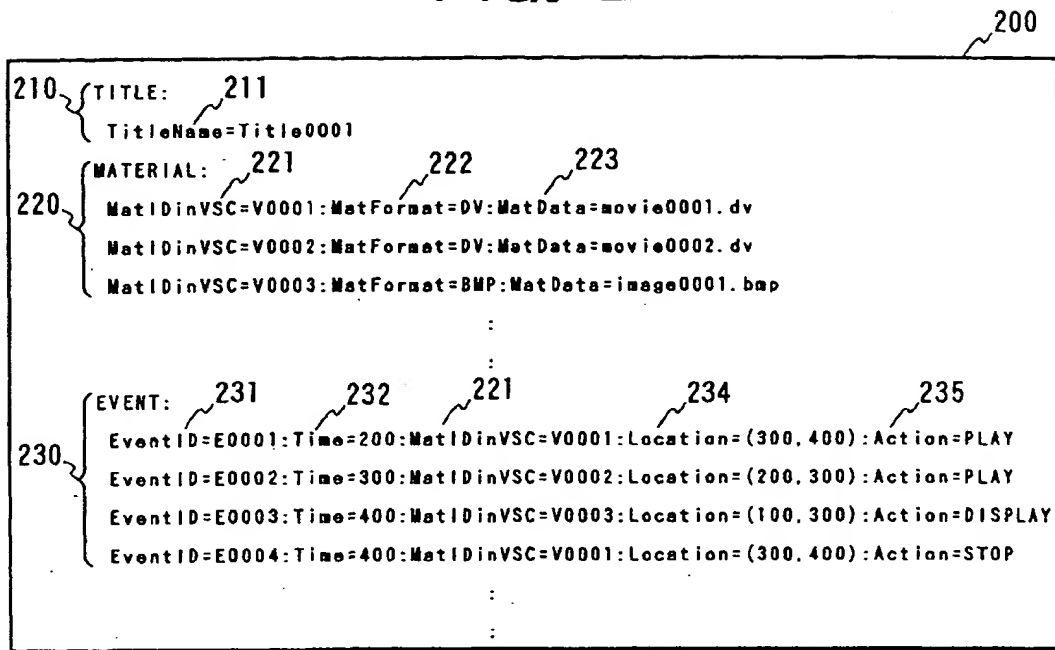 200
210 TITLE: 211
TitleName=Title0001
MATERIAL: 221 222 223
220 MatIDinVSC=V0001:MatFormat=DV:MatData=movie0001.dv
MatIDinVSC=V0002:MatFormat=DV:MatData=movie0002.dv
MatIDinVSC=V0003:MatFormat=BMP:MatData=image0001.bmp
:
:
EVENT: 231 232 221 234 235
EventID=E0001:Time=200:MatIDinVSC=V0001:Location=(300,400):Action=PLAY
230 EventID=E0002:Time=300:MatIDinVSC=V0002:Location=(200,300):Action=PLAY
EventID=E0003:Time=400:MatIDinVSC=V0003:Location=(100,300):Action=DISPLAY
EventID=E0004:Time=400:MatIDinVSC=V0001:Location=(300,400):Action=STOP
:
: